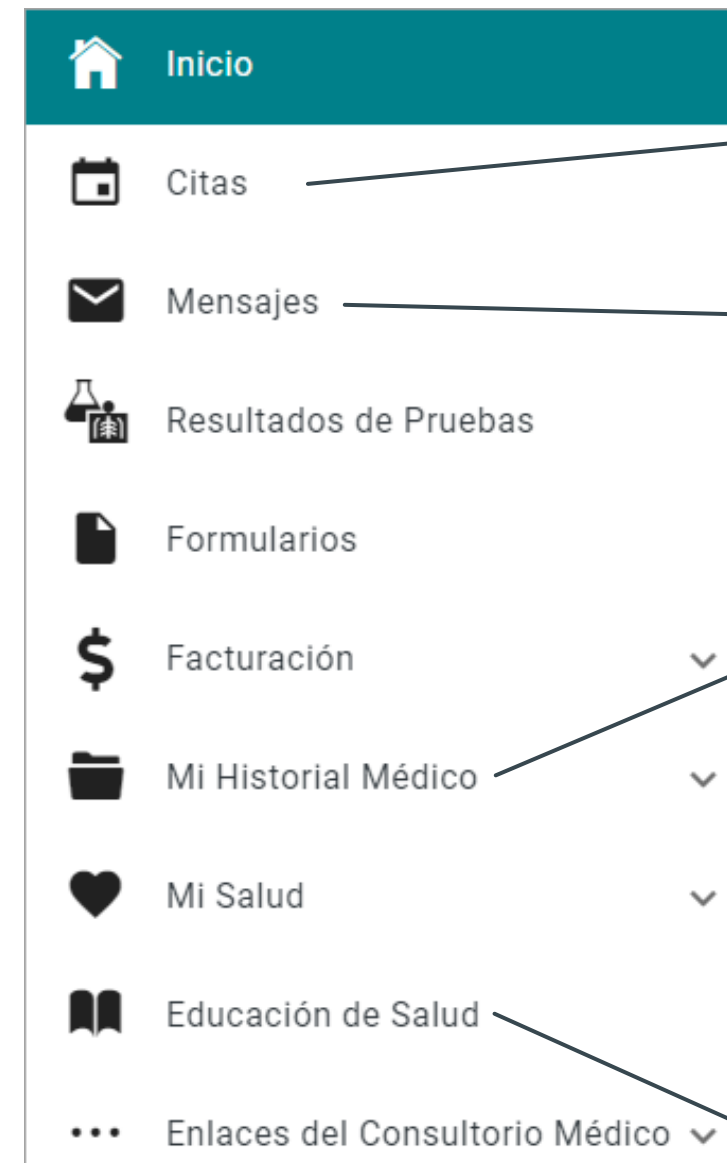 Inicio
Citas
Mensajes
Resultados de Pruebas
Formularios
Facturación
Mi Historial Médico
Mi Salud
Educación de Salud
Enlaces del Consultorio Médico